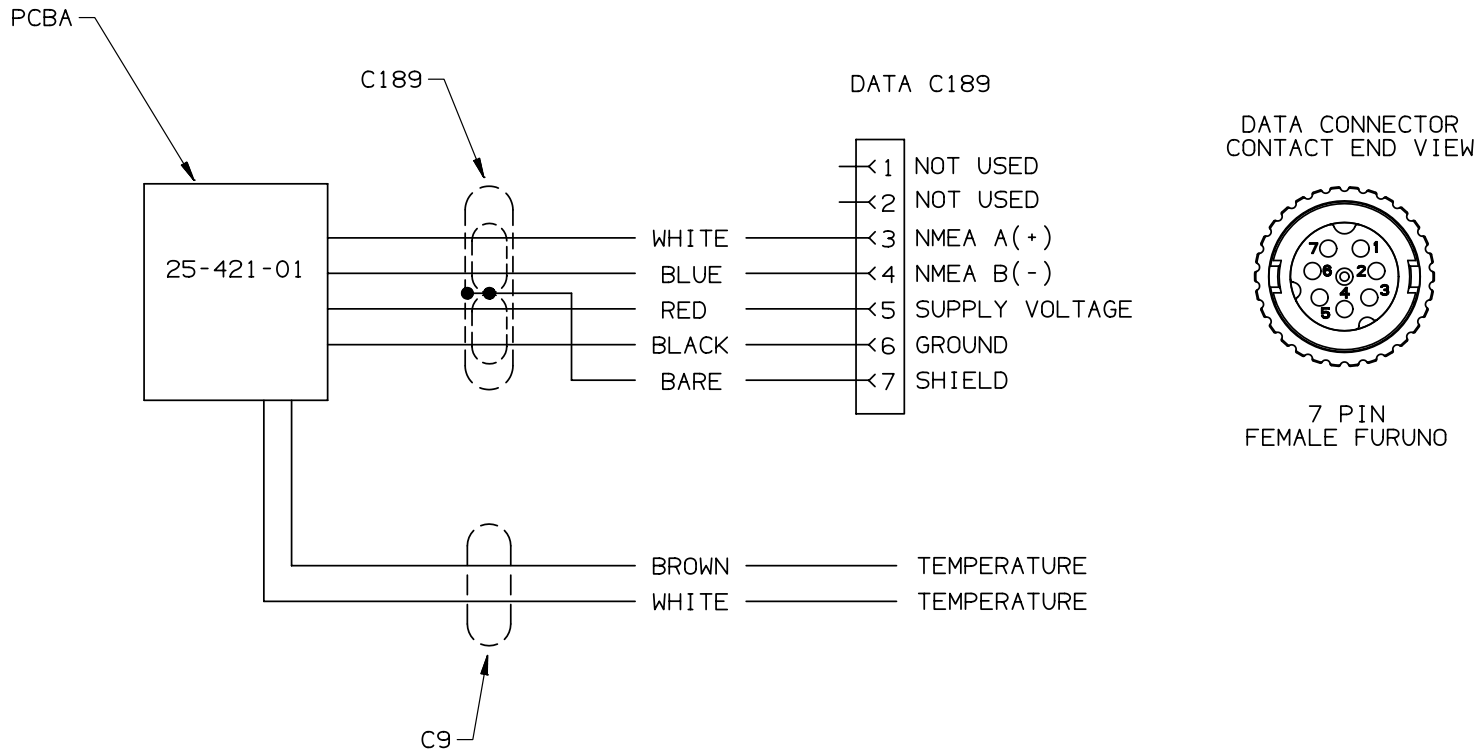 PCBA
C189
DATA C189
DATA CONNECTOR
CONTACT END VIEW
1 NOT USED
2 NOT USED
WHITE 3 NMEA A(+)
25-421-01
BLUE 4 NMEA B(-)
RED 5 SUPPLY VOLTAGE
BLACK 6 GROUND
BARE 7 SHIELD
7 1
6 2
4 3
5
7 PIN
FEMALE FURUNO
BROWN TEMPERATURE
WHITE TEMPERATURE
C9